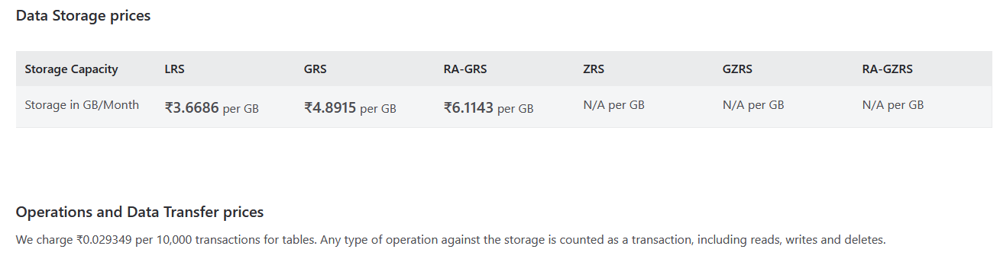 Data Storage prices
Storage Capacity LRS GRS RA-GRS ZRS GZRS RA-GZRS
Storage in GB/Month ₹3.6686 per GB ₹4.8915 per GB ₹6.1143 per GB N/A per GB N/A per GB N/A per GB
Operations and Data Transfer prices
We charge ₹0.029349 per 10,000 transactions for tables. Any type of operation against the storage is counted as a transaction, including reads, writes and deletes.